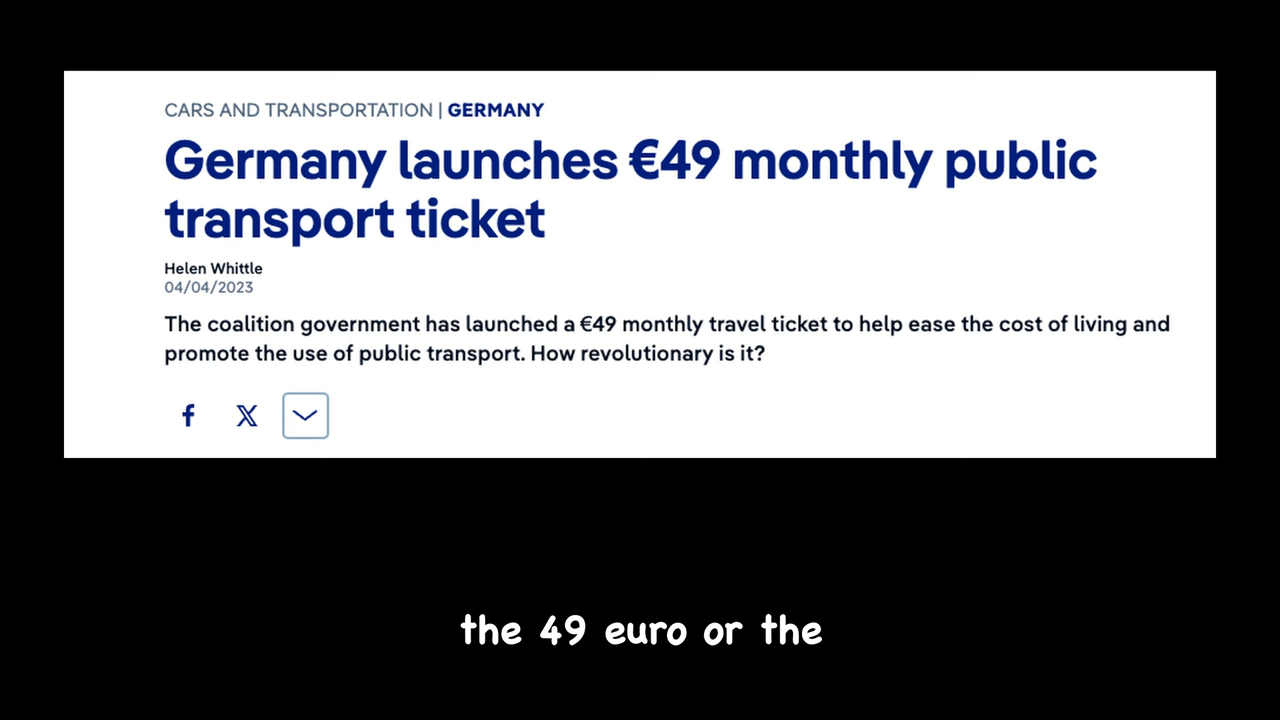 CARS AND TRANSPORTATION | GERMANY
Germany launches €49 monthly public
transport ticket
Helen Whittle
04/04/2023
The coalition government has launched a €49 monthly travel ticket to help ease the cost of living and
promote the use of public transport. How revolutionary is it?
the 49 euro or the